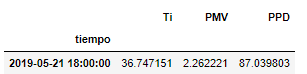 Ti PMV PPD
tiempo
2019-05-21 18:00:00 36.747151 2.262221 87.039803